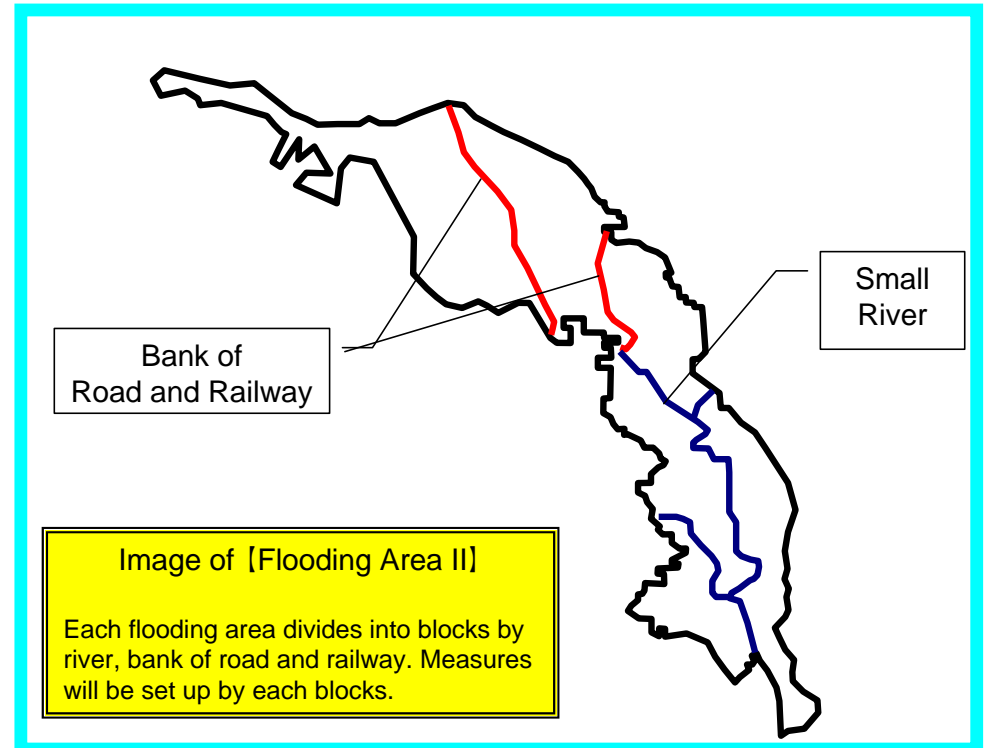 Small
River
Bank of
Road and Railway
Image of【Flooding Area II】
Each flooding area divides into blocks by
river, bank of road and railway. Measures
will be set up by each blocks.